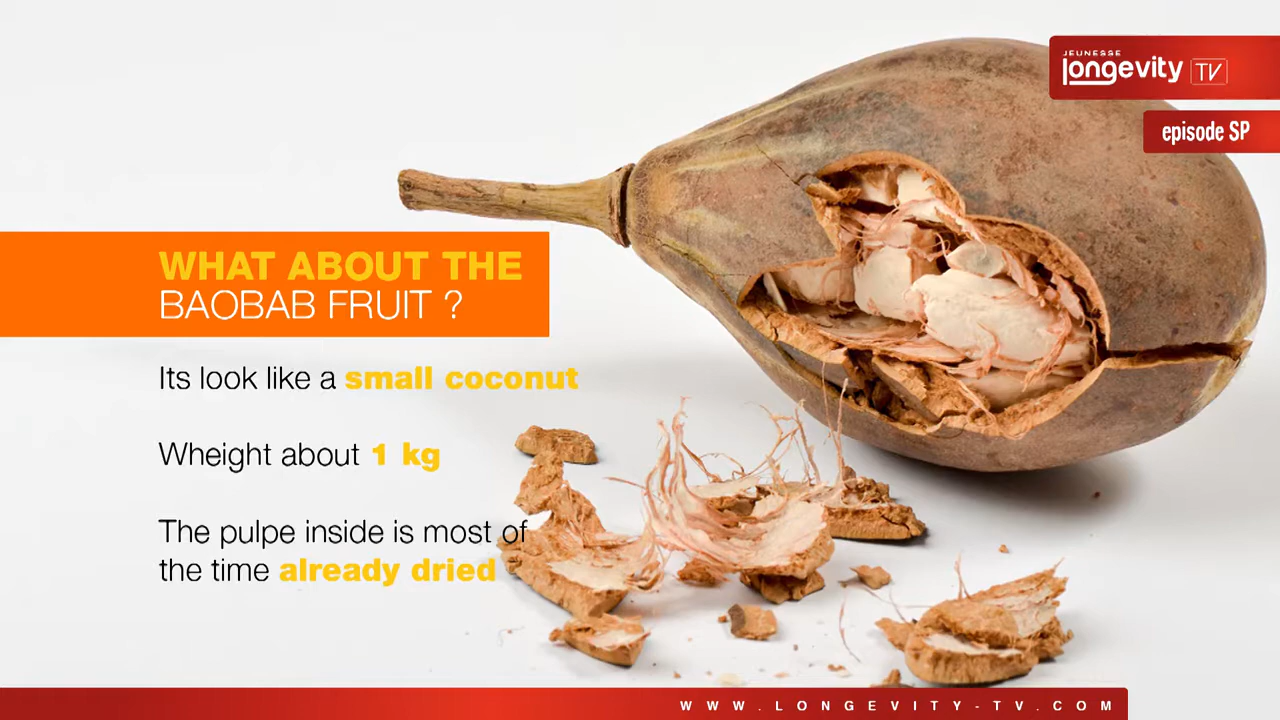 JEUNESSE
longevity TV
episode SP
WHAT ABOUT THE
BAOBAB FRUIT ?
Its look like a small coconut
Wheight about 1 kg
The pulpe inside is most of
the time already dried
WWW.LONGEVITY-TV.COM